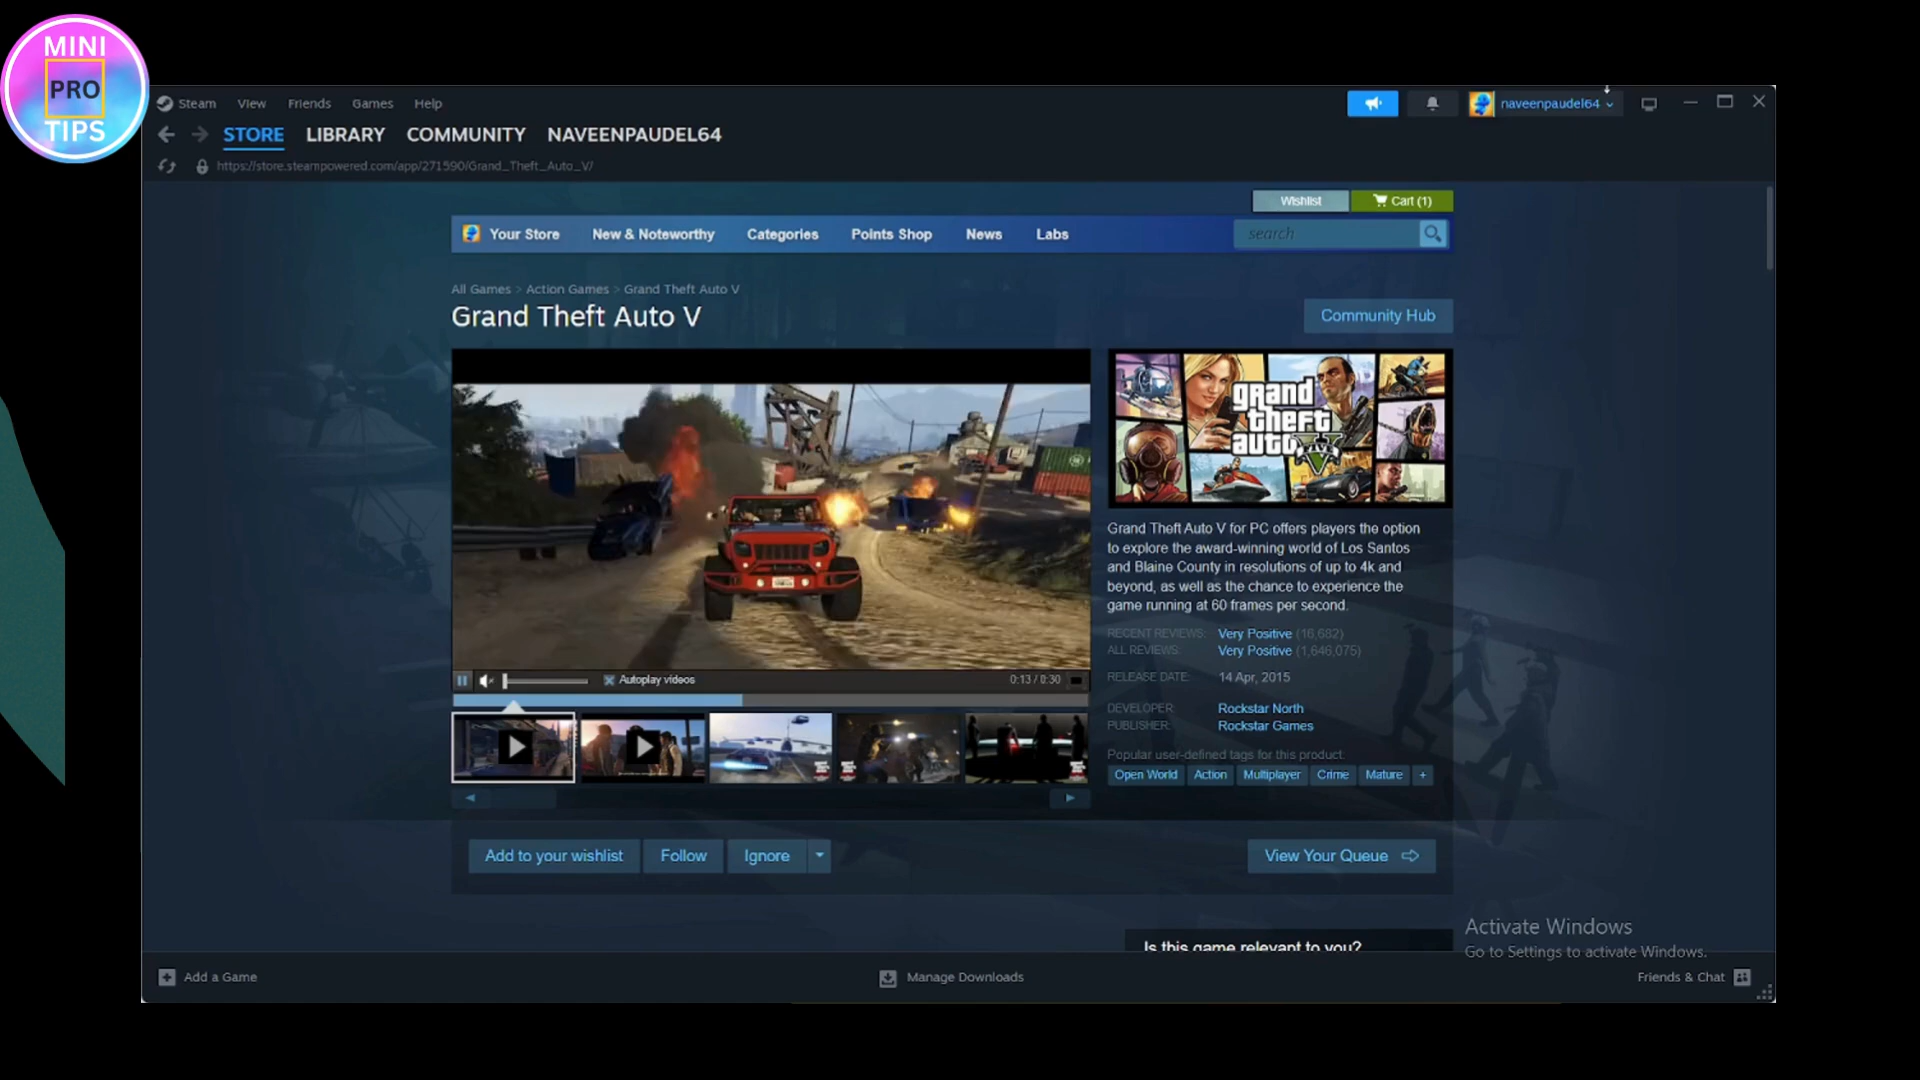 MINI
PRO
TIPS
Steam View Friends Games Help
naveenpaudel64
STORE LIBRARY COMMUNITY NAVEENPAUDEL64
https://store.steampowered.com/app/271590/Grand_Theft_Auto_V/
Wishlist Cart (1)
Your Store New & Noteworthy Categories Points Shop News Labs search
All Games > Action Games > Grand Theft Auto V
Grand Theft Auto V
Community Hub
grand
theft
auto
V
FIVE
Grand Theft Auto V for PC offers players the option
to explore the award-winning world of Los Santos
and Blaine County in resolutions of up to 4k and
beyond, as well as the chance to experience the
game running at 60 frames per second.
RECENT REVIEWS: Very Positive (16,682)
ALL REVIEWS: Very Positive (1,646,075)
RELEASE DATE: 14 Apr, 2015
DEVELOPER: Rockstar North
PUBLISHER: Rockstar Games
Popular user-defined tags for this product:
Open World Action Multiplayer Crime Mature +
Autoplay videos 0:13 / 0:30
Add to your wishlist Follow Ignore View Your Queue
Is this game relevant to you?
Activate Windows
Go to Settings to activate Windows.
Add a Game Manage Downloads Friends & Chat